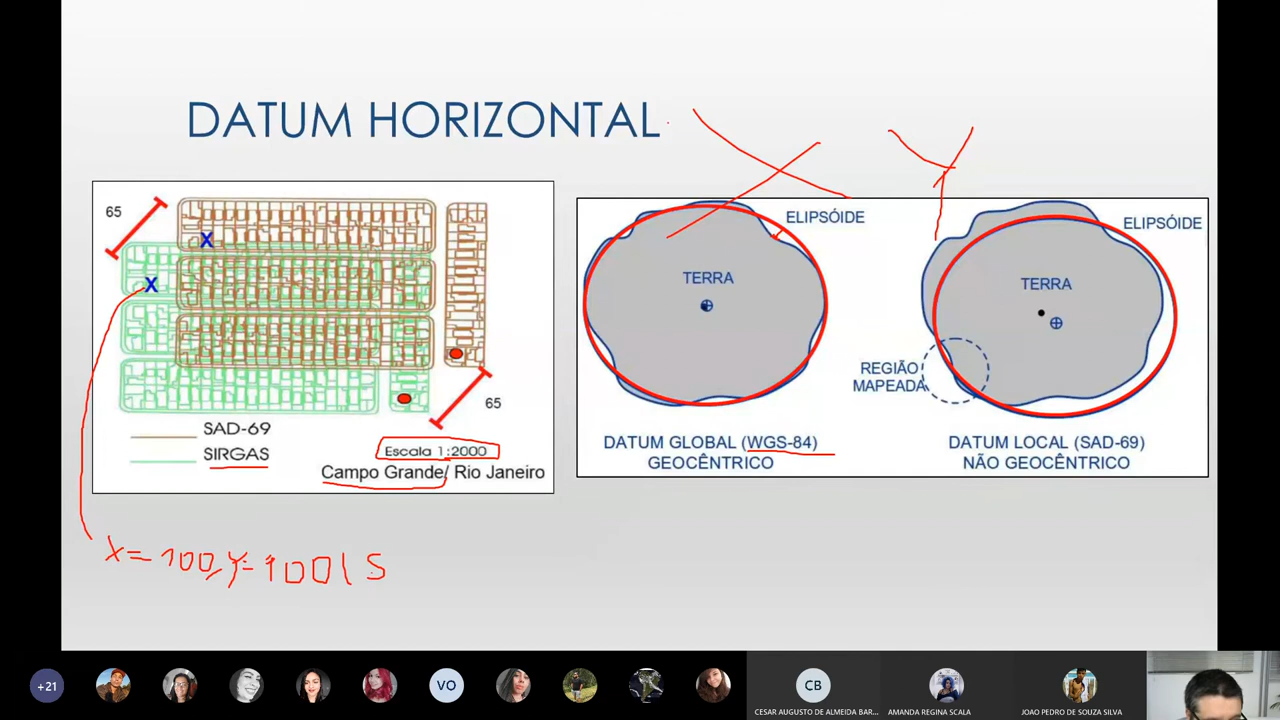 DATUM HORIZONTAL
X
Y
65
X
X
65
SAD-69
SIRGAS
Escala 1:2000
Campo Grande/ Rio Janeiro
ELIPSÓIDE
TERRA
DATUM GLOBAL (WGS-84)
GEOCÊNTRICO
ELIPSÓIDE
TERRA
REGIÃO
MAPEADA
DATUM LOCAL (SAD-69)
NÃO GEOCÊNTRICO
X=100, Y=100
+21
VO
CB
CESAR AUGUSTO DE ALMEIDA BAR...
AMANDA REGINA SCALA
JOAO PEDRO DE SOUZA SILVA